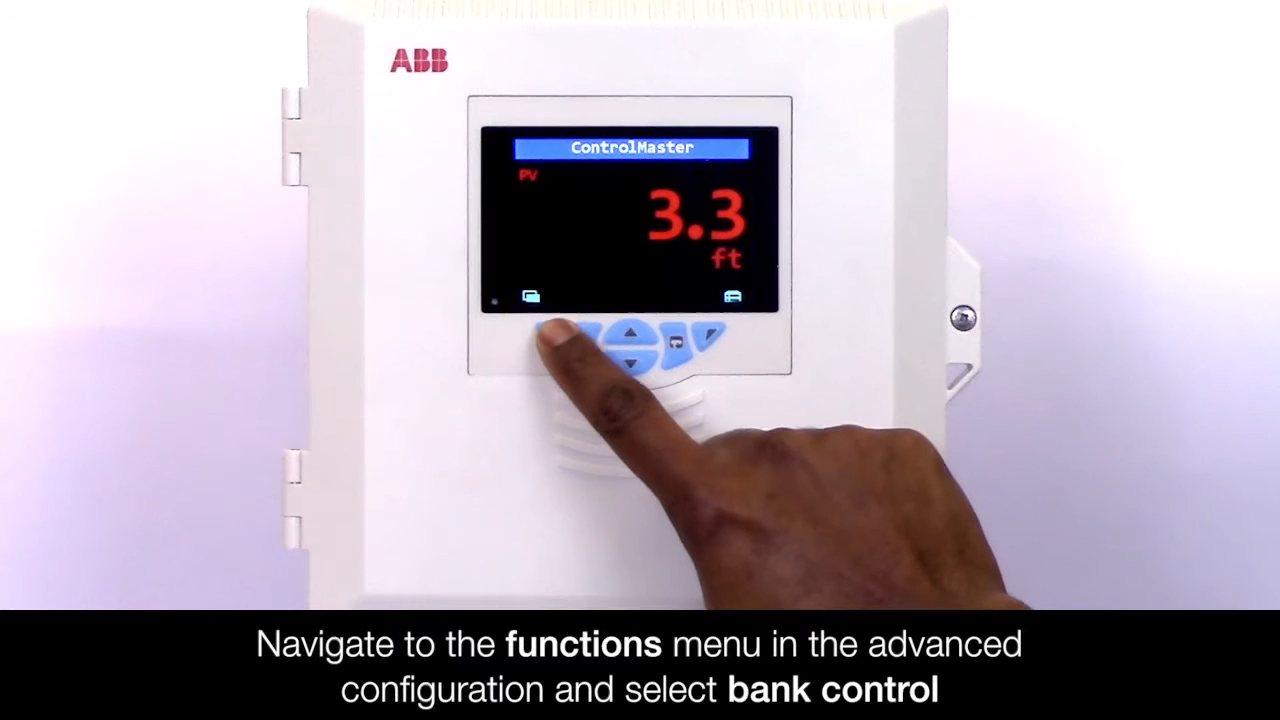 ABB
ControlMaster
PV
3.3
ft
Navigate to the functions menu in the advanced
configuration and select bank control